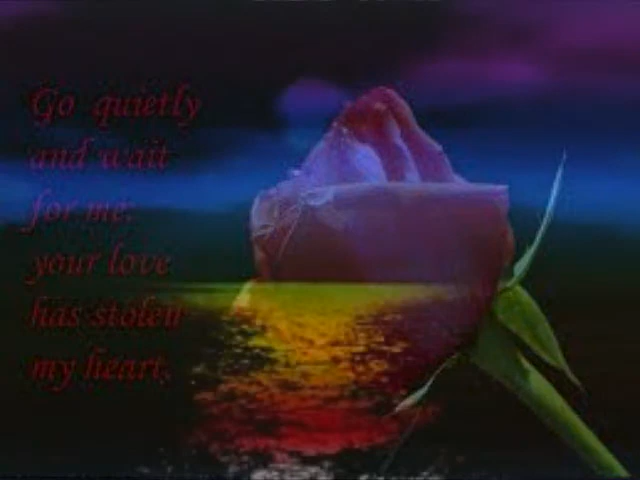 Go quietly
and wait
for me:
your love
has stolen
my heart.